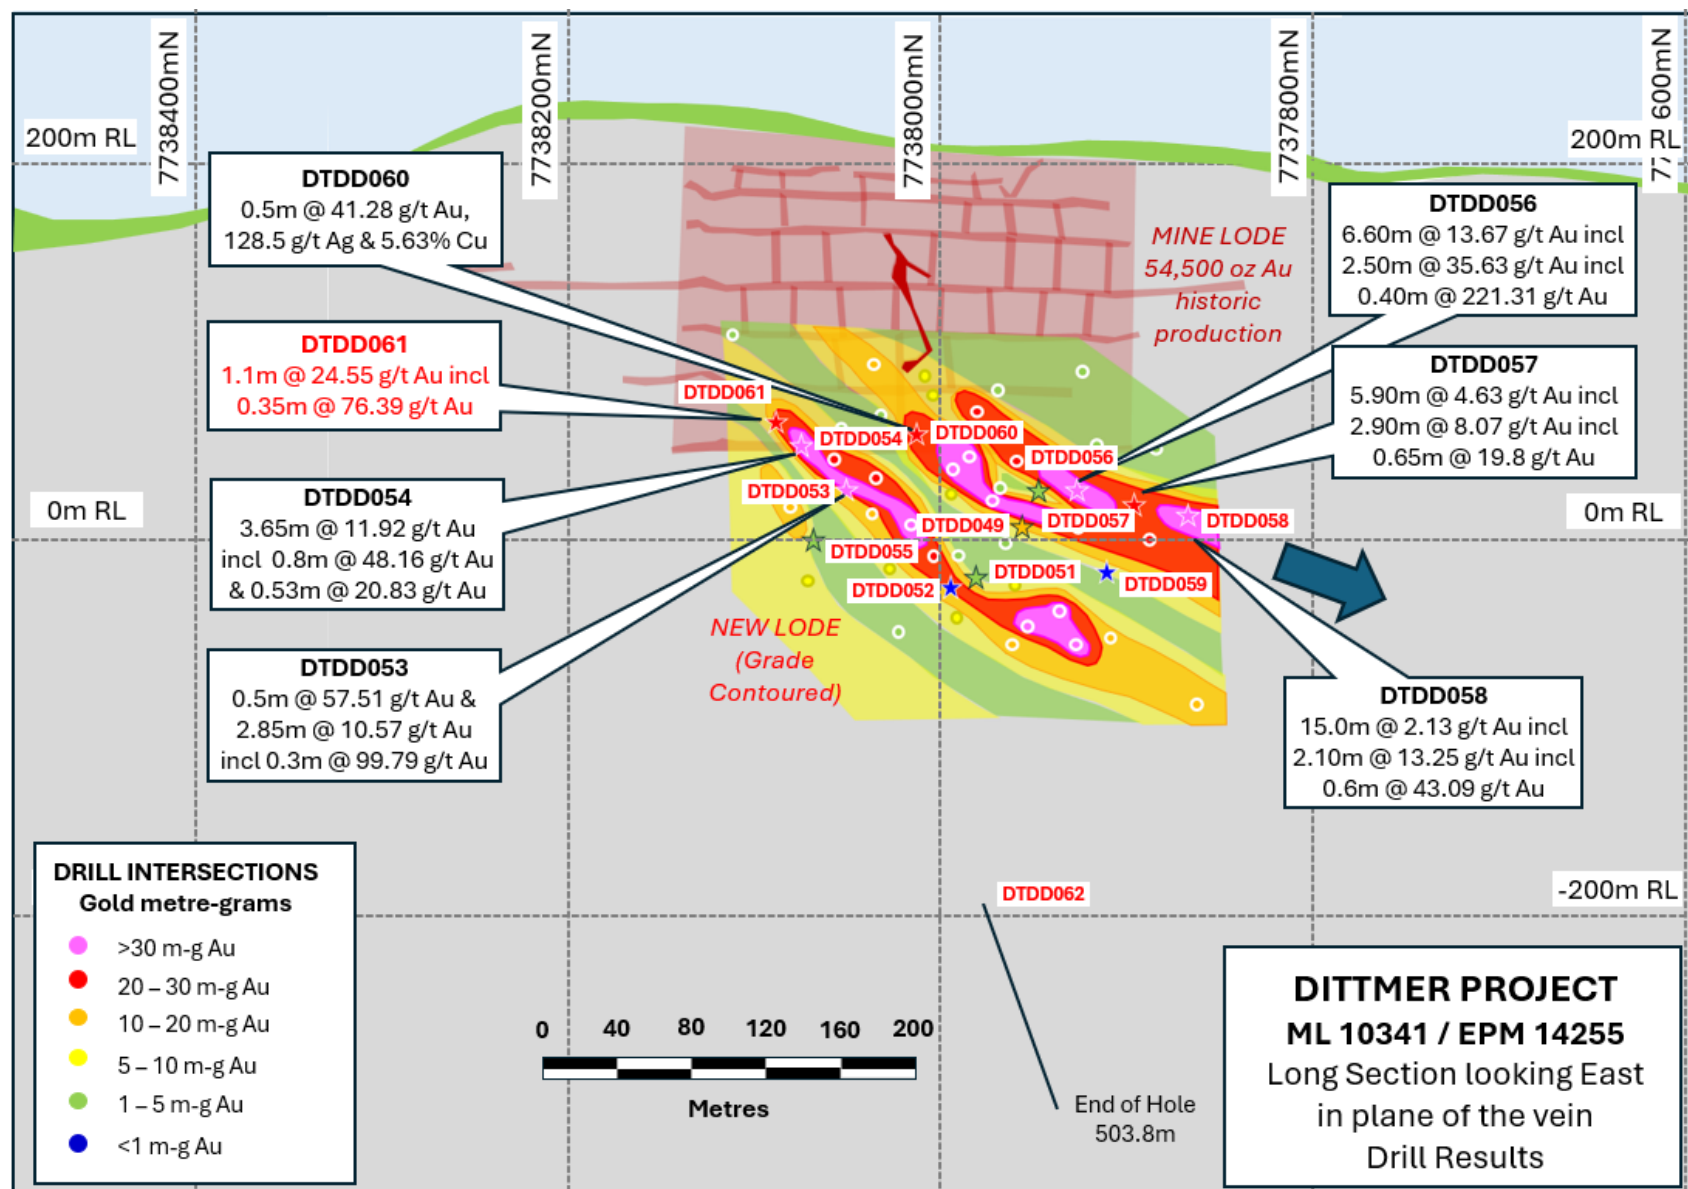 7738400mN
7738200mN
7738000mN
7737800mN
600mN
200m RL
200m RL
77
DTDD060
0.5m @ 41.28 g/t Au,
128.5 g/t Ag & 5.63% Cu
DTDD056
6.60m @ 13.67 g/t Au incl
2.50m @ 35.63 g/t Au incl
0.40m @ 221.31 g/t Au
MINE LODE
54,500 oz Au
historic
production
DTDD061
1.1m @ 24.55 g/t Au incl
0.35m @ 76.39 g/t Au
DTDD057
5.90m @ 4.63 g/t Au incl
2.90m @ 8.07 g/t Au incl
0.65m @ 19.8 g/t Au
DTDD061
DTDD054
DTDD060
DTDD056
DTDD053
DTDD049
DTDD057
DTDD058
DTDD055
DTDD051
DTDD052
DTDD059
0m RL
0m RL
DTDD054
3.65m @ 11.92 g/t Au
incl 0.8m @ 48.16 g/t Au
& 0.53m @ 20.83 g/t Au
NEW LODE
(Grade
Contoured)
DTDD053
0.5m @ 57.51 g/t Au &
2.85m @ 10.57 g/t Au
incl 0.3m @ 99.79 g/t Au
DTDD058
15.0m @ 2.13 g/t Au incl
2.10m @ 13.25 g/t Au incl
0.6m @ 43.09 g/t Au
-200m RL
DTDD062
End of Hole
503.8m
DRILL INTERSECTIONS
Gold metre-grams
>30 m-g Au
20 – 30 m-g Au
10 – 20 m-g Au
5 – 10 m-g Au
1 – 5 m-g Au
<1 m-g Au
0 40 80 120 160 200
Metres
DITTMER PROJECT
ML 10341 / EPM 14255
Long Section looking East
in plane of the vein
Drill Results